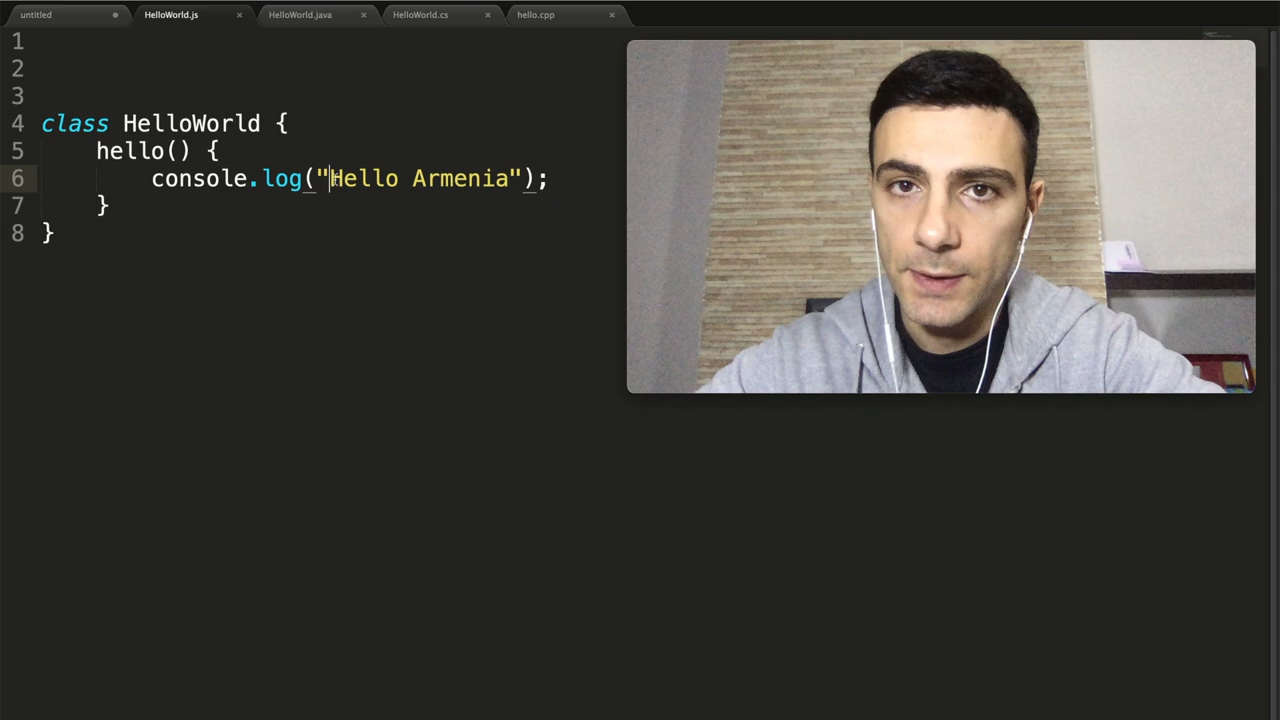 untitled
HelloWorld.js
HelloWorld.java
HelloWorld.cs
hello.cpp
1
2
3
4 class HelloWorld {
5 hello() {
6 console.log("Hello Armenia");
7 }
8 }